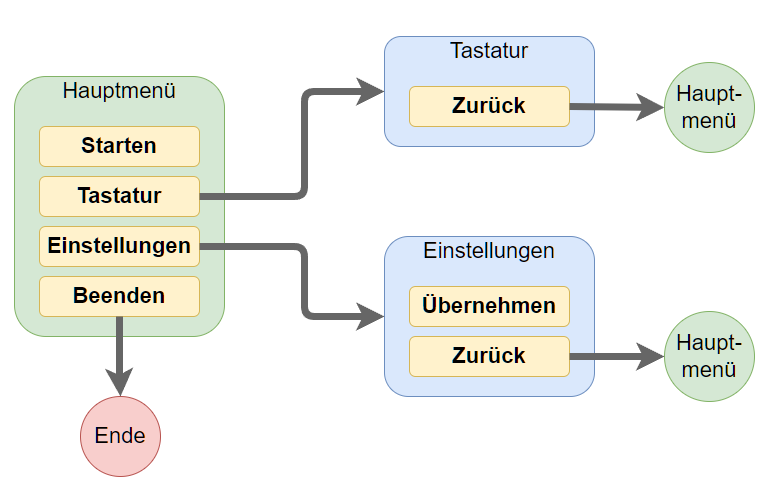 Hauptmenü
Starten
Tastatur
Einstellungen
Beenden
Ende
Tastatur
Zurück
Haupt-
menü
Einstellungen
Übernehmen
Zurück
Haupt-
menü